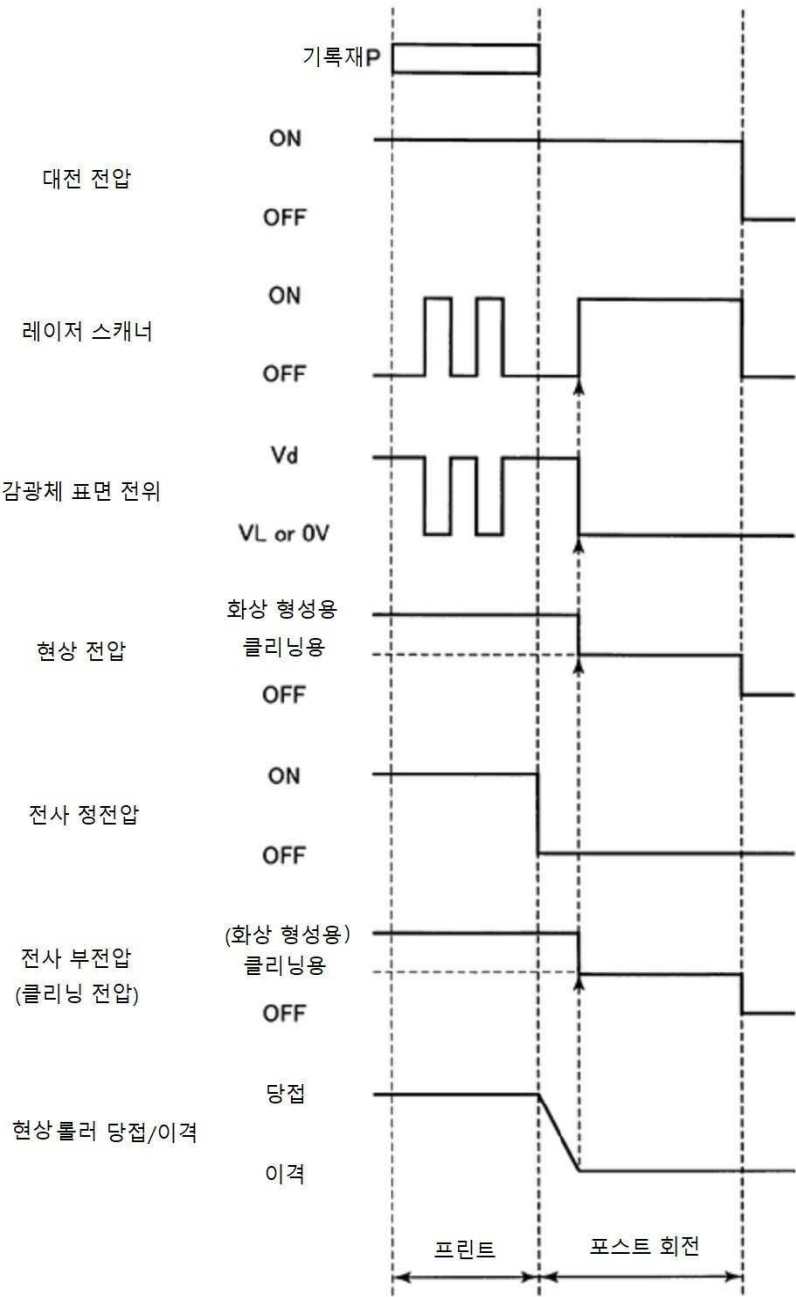 기록재P
ON
대전 전압
OFF
ON
레이저 스캐너
OFF
Vd
감광체 표면 전위
VL or 0V
화상 형성용
현상 전압
클리닝용
OFF
ON
전사 정전압
OFF
(화상 형성용)
전사 부전압
클리닝용
(클리닝 전압)
OFF
당접
현상롤러 당접/이격
이격
프린트
포스트 회전